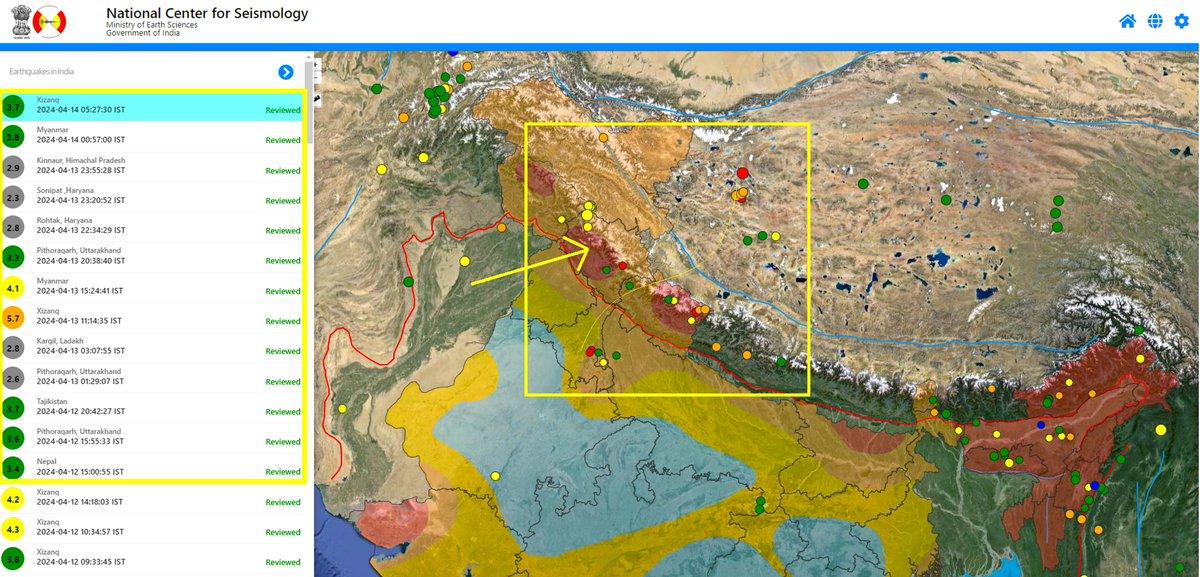 National Center for Seismology
Ministry of Earth Sciences
Government of India
Earthquakes in India
3.7
Xizang
2024-04-14 05:27:30 IST
Reviewed
3.8
Myanmar
2024-04-14 00:57:00 IST
Reviewed
2.9
Kinnaur, Himachal Pradesh
2024-04-13 23:55:28 IST
Reviewed
2.3
Sonipat ,Haryana
2024-04-13 23:20:52 IST
Reviewed
2.8
Rohtak, Haryana
2024-04-13 22:34:29 IST
Reviewed
3.3
Pithoragarh, Uttarakhand
2024-04-13 20:38:40 IST
Reviewed
4.1
Myanmar
2024-04-13 15:24:41 IST
Reviewed
5.7
Xizang
2024-04-13 11:14:35 IST
Reviewed
2.8
Kargil, Ladakh
2024-04-13 03:07:55 IST
Reviewed
2.6
Pithoragarh, Uttarakhand
2024-04-13 01:29:07 IST
Reviewed
3.7
Tajikistan
2024-04-12 20:42:27 IST
Reviewed
3.6
Pithoragarh, Uttarakhand
2024-04-12 15:55:33 IST
Reviewed
3.4
Nepal
2024-04-12 15:00:55 IST
Reviewed
4.2
Xizang
2024-04-12 14:18:03 IST
Reviewed
4.3
Xizang
2024-04-12 10:34:57 IST
Reviewed
3.8
Xizang
2024-04-12 09:33:45 IST
Reviewed